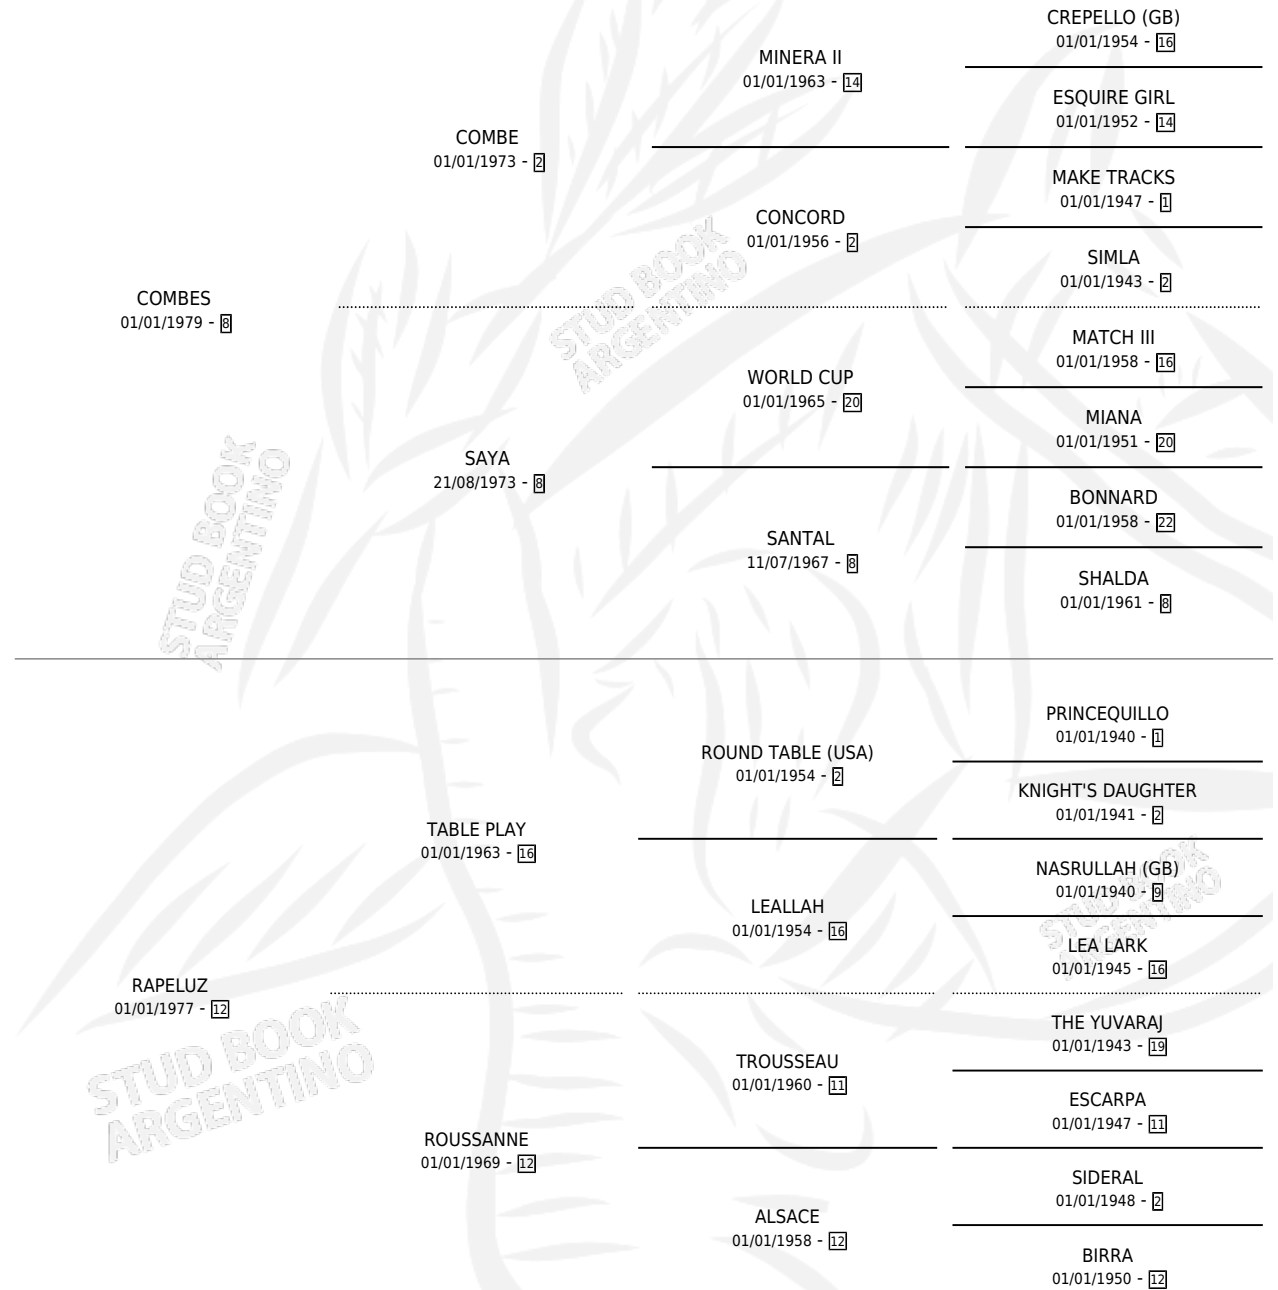 CREPELLO (GB)
01/01/1954 - 16
MINERA II
01/01/1963 - 14
ESQUIRE GIRL
01/01/1952 - 14
COMBE
01/01/1973 - 2
MAKE TRACKS
01/01/1947 - 1
CONCORD
01/01/1956 - 2
SIMLA
01/01/1943 - 2
COMBES
01/01/1979 - 8
STUD BOOK
ARGENTINO
MATCH III
01/01/1958 - 16
WORLD CUP
01/01/1965 - 20
MIANA
01/01/1951 - 20
SAYA
21/08/1973 - 8
BONNARD
01/01/1958 - 22
SANTAL
11/07/1967 - 8
SHALDA
01/01/1961 - 8
STUD BOOK
ARGENTINO
PRINCEQUILLO
01/01/1940 - 1
ROUND TABLE (USA)
01/01/1954 - 2
KNIGHT'S DAUGHTER
01/01/1941 - 2
TABLE PLAY
01/01/1963 - 16
NASRULLAH (GB)
01/01/1940 - 9
LEALLAH
01/01/1954 - 16
LEA LARK
01/01/1945 - 16
STUD BOOK
ARGENTINO
RAPELUZ
01/01/1977 - 12
THE YUVARAJ
01/01/1943 - 19
TROUSSEAU
01/01/1960 - 11
ESCARPA
01/01/1947 - 11
STUD BOOK
ARGENTINO
ROUSSANNE
01/01/1969 - 12
SIDERAL
01/01/1948 - 2
ALSACE
01/01/1958 - 12
BIRRA
01/01/1950 - 12